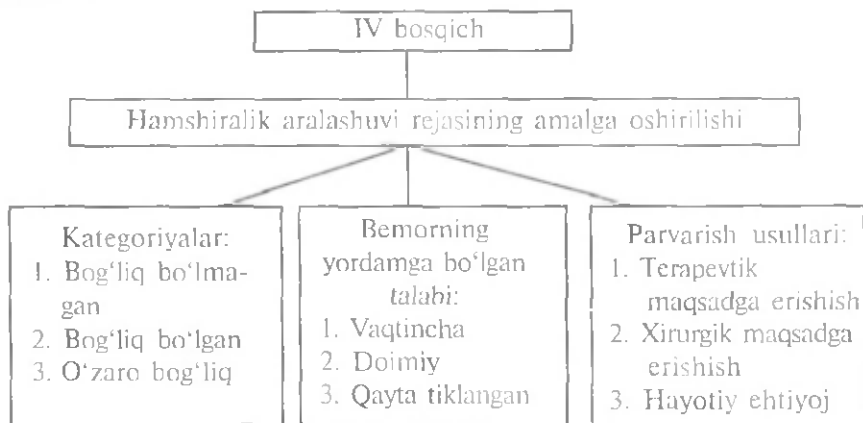 IV bosqich
Hamshiralik aralashuvi rejasining amalga oshirilishi
Kategoriyalar:
1. Bog‘liq bo‘lma-
gan
2. Bog‘liq bo‘lgan
3. O‘zaro bog‘liq
Bemorning
yordamga bo‘lgan
talabi:
1. Vaqtincha
2. Doimiy
3. Qayta tiklangan
Parvarish usullari:
1. Terapevtik
maqsadga erishish
2. Xirurgik maqsadga
erishish
3. Hayotiy ehtiyoj